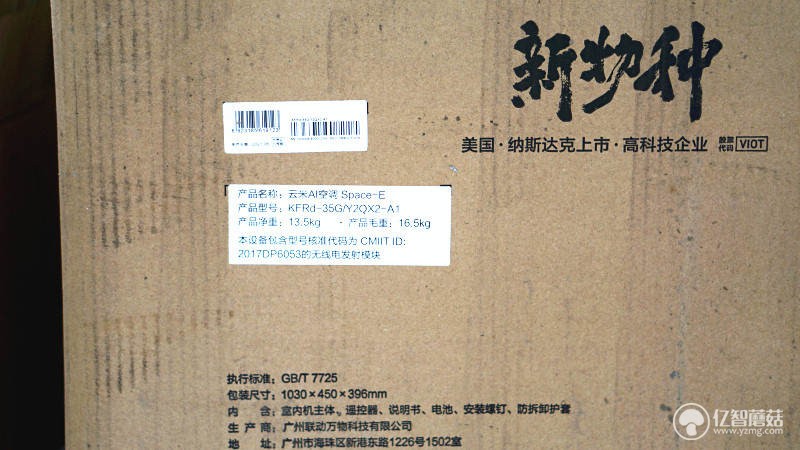 新物种
美国·纳斯达克上市·高科技企业 股票代码 VIOT
产品名称：云米AI空调 Space-E
产品型号：KFRd-35G/Y2QX2-A1
产品净重：13.5kg · 产品毛重：16.5kg
本设备包含型号核准代码为 CMIIT ID:
2017DP6053的无线电发射模块
执行标准：GB/T 7725
包装尺寸：1030×450×396mm
内 含：室内机主体、遥控器、说明书、电池、安装螺钉、防拆卸护套
生 产 厂：广州联动万物科技有限公司
地 址：广州市海珠区新港东路1226号1502室
亿智蘑菇
www.yzmg.com